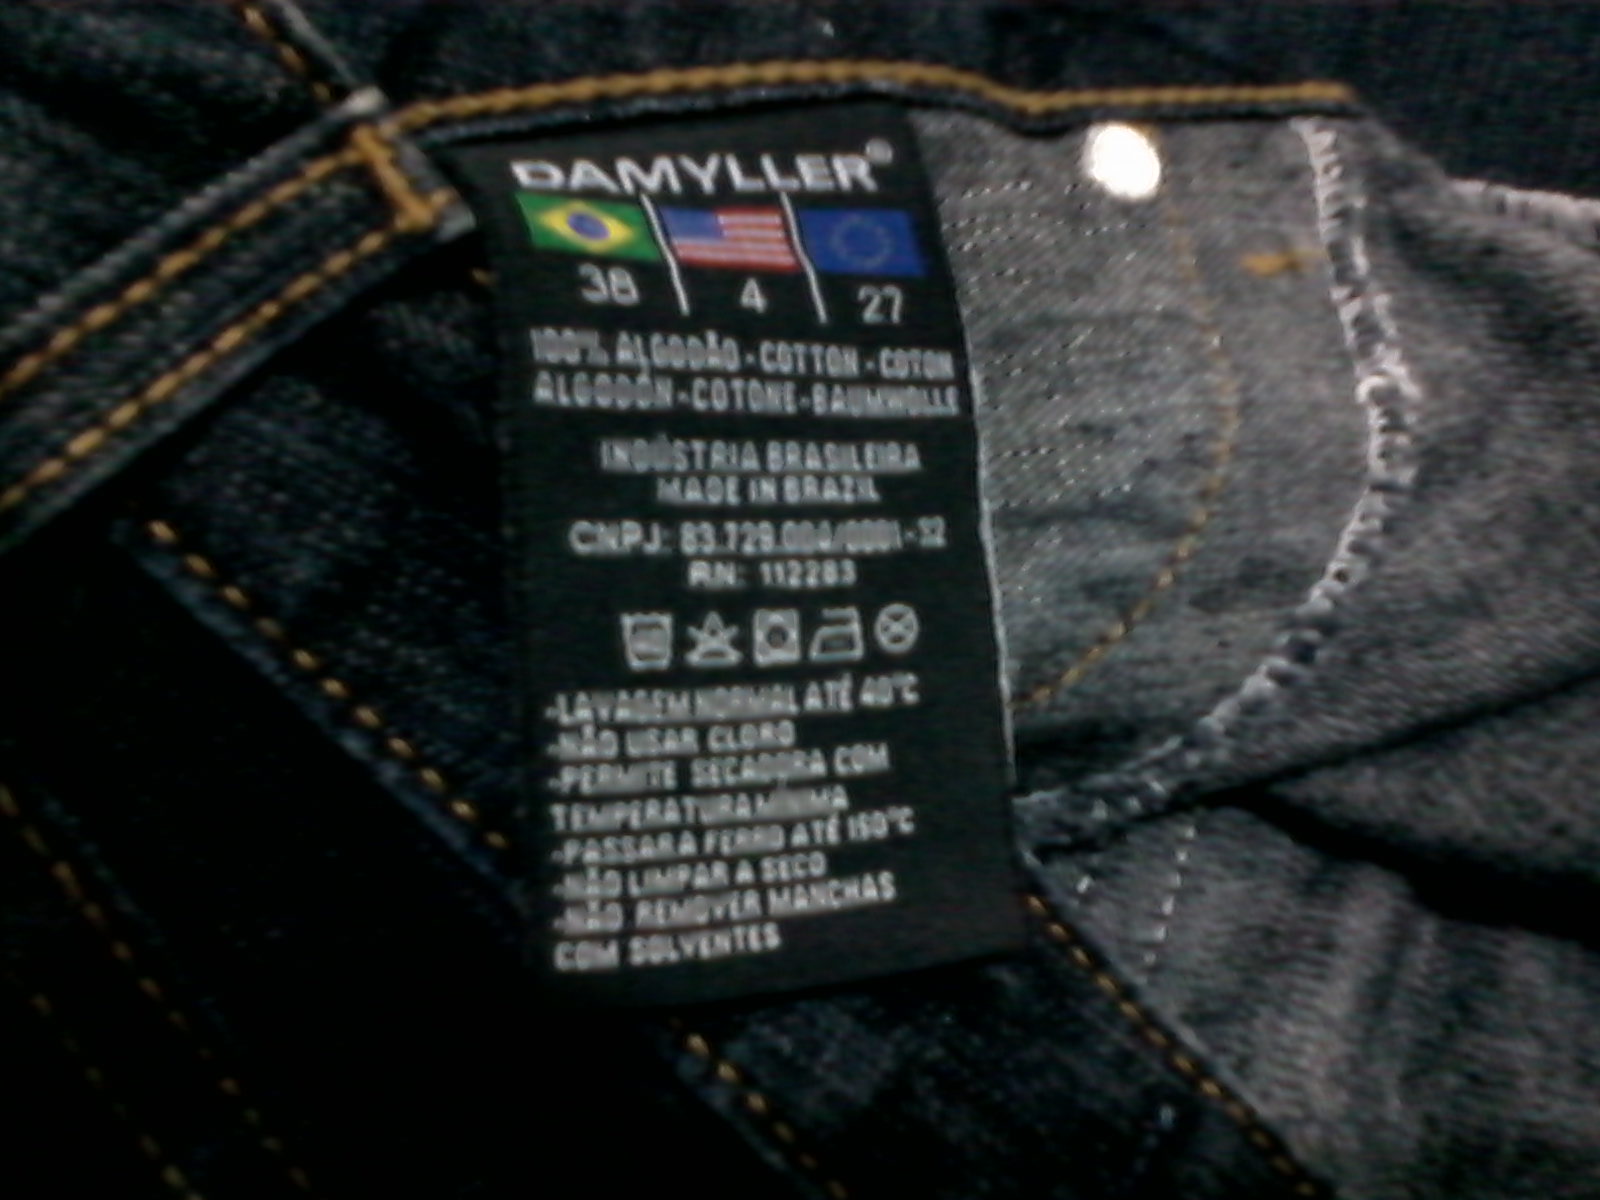 DAMYLLER®
38 4 27
100% ALGODÃO - COTTON - COTON
ALGODON - COTONE - BAUMWOLLE
INDÚSTRIA BRASILEIRA
MADE IN BRAZIL
CNPJ: 83.729.004/0001-32
RN: 112283
-LAVAGEM NORMAL ATÉ 40°C
-NÃO USAR CLORO
-PERMITE SECADORA COM
TEMPERATURA
-PASSAR A FERRO ATÉ 150°C
-NÃO LIMPAR A SECO
-NÃO REMOVER MANCHAS
COM SOLVENTES